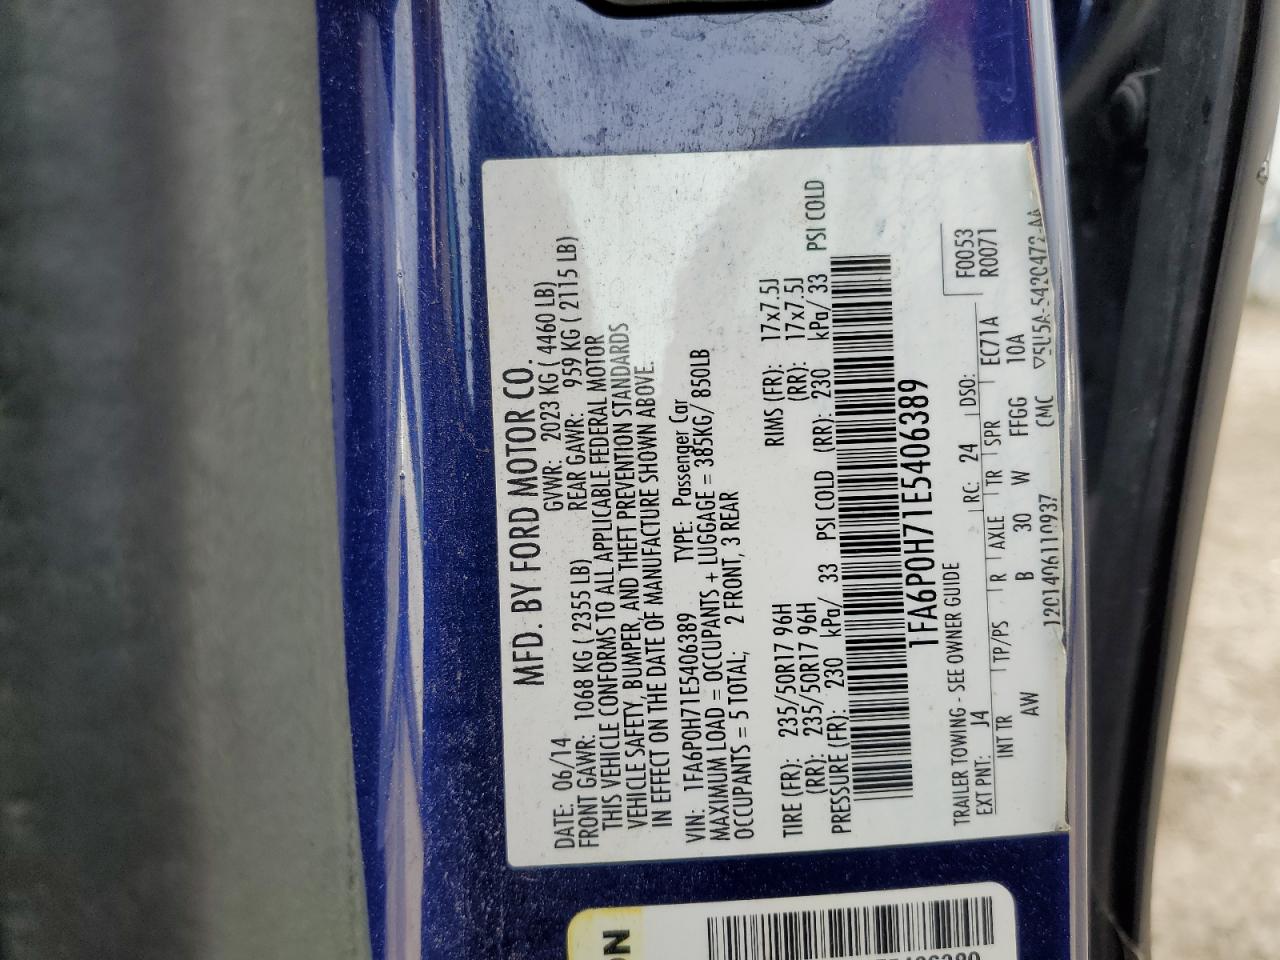 MFD. BY FORD MOTOR CO.
DATE: 06/14 GVWR: 2023 KG ( 4460 LB)
FRONT GAWR: 1068 KG ( 2355 LB) REAR GAWR: 959 KG ( 2115 LB)
THIS VEHICLE CONFORMS TO ALL APPLICABLE FEDERAL MOTOR
VEHICLE SAFETY, BUMPER, AND THEFT PREVENTION STANDARDS
IN EFFECT ON THE DATE OF MANUFACTURE SHOWN ABOVE.
VIN: 1FA6P0H71E5406389 TYPE: Passenger Car
MAXIMUM LOAD = OCCUPANTS + LUGGAGE = 385KG/ 850LB
OCCUPANTS = 5 TOTAL; 2 FRONT, 3 REAR
TIRE (FR): 235/50R17 96H RIMS (FR): 17x7.5J
(RR): 235/50R17 96H (RR): 17x7.5J
PRESSURE (FR): 230 kPa/ 33 PSI COLD (RR): 230 kPa/ 33 PSI COLD
1FA6P0H71E5406389
TRAILER TOWING - SEE OWNER GUIDE F0053
EXT PNT: J4 RC: 24 DSO: R0071
INT TR TP/PS R AXLE TR SPR EC71A
AW B 30 W FFGG 10A
12014061110937 CMC ▽5U5A-5420472-AA
ON